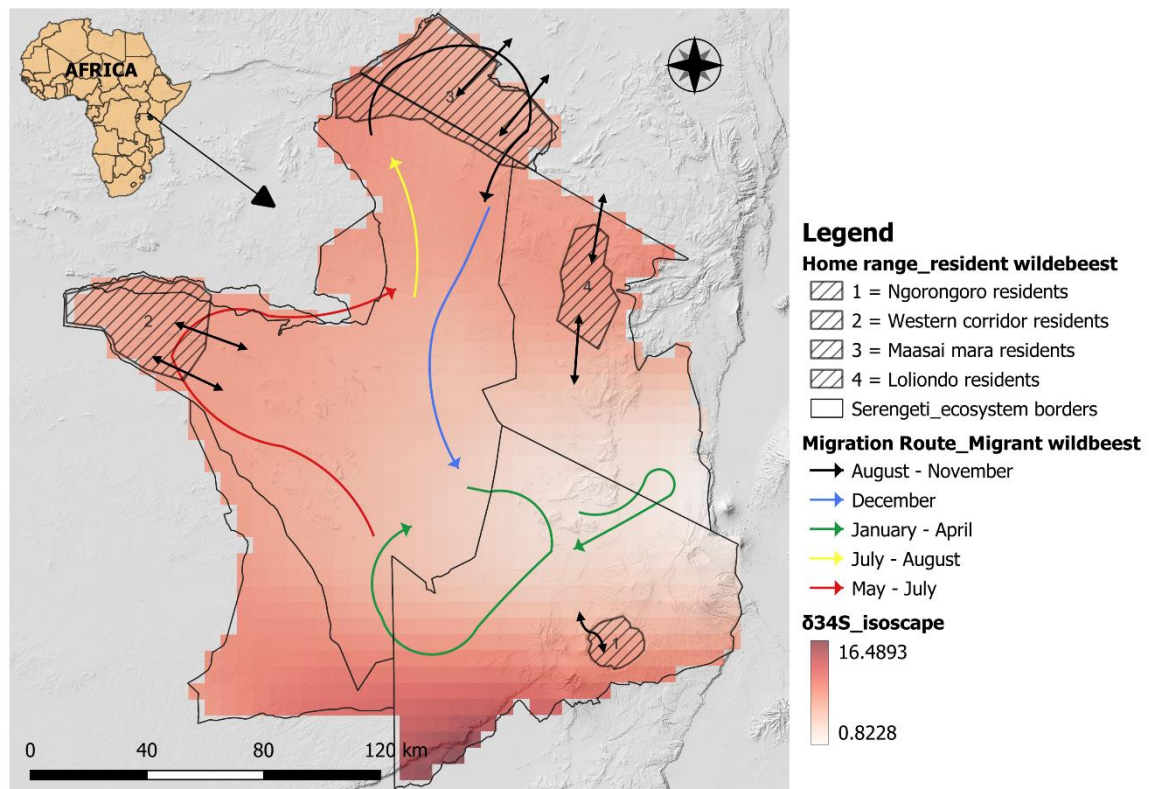 AFRICA
3
4
2
1
0 40 80 120 km
Legend
Home range_resident wildebeest
1 = Ngorongoro residents
2 = Western corridor residents
3 = Maasai mara residents
4 = Loliondo residents
Serengeti_ecosystem borders
Migration Route_Migrant wildbeest
August - November
December
January - April
July - August
May - July
δ34S_isoscape
16.4893
0.8228